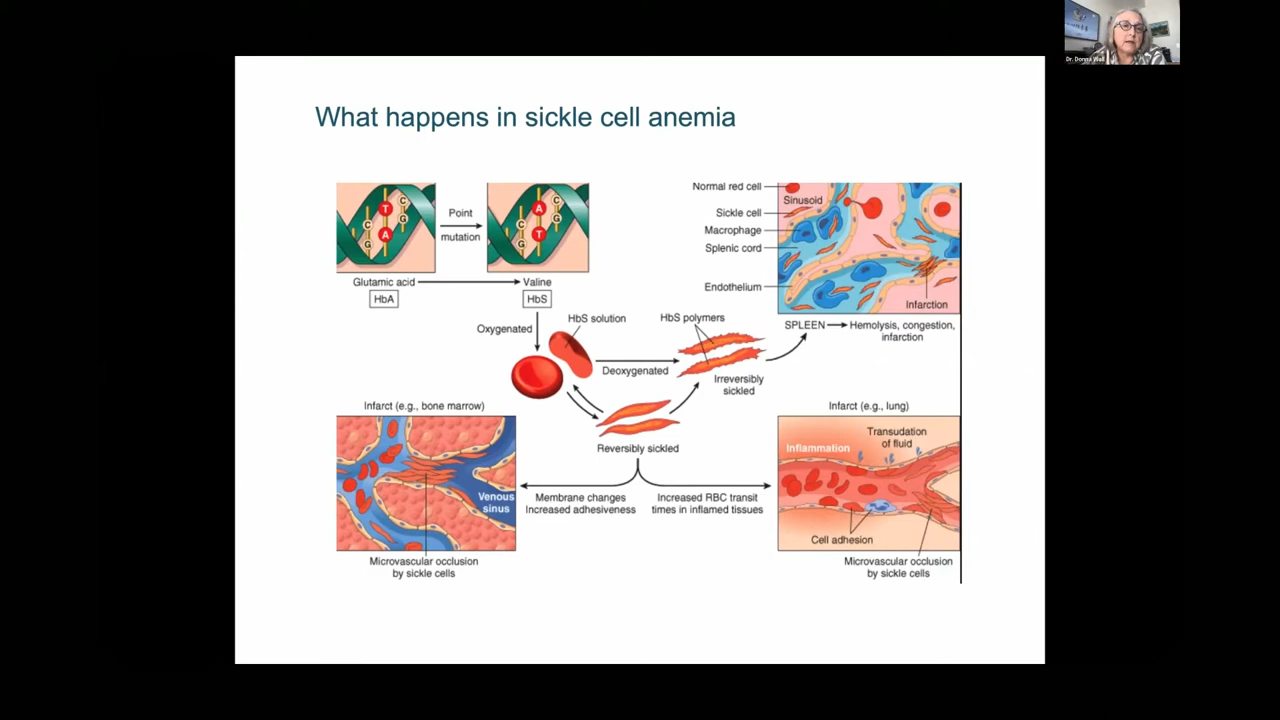 Dr. Donna Wall
What happens in sickle cell anemia
T
A
C
G
C
G
Point
mutation
A
T
C
G
C
G
Glutamic acid
Valine
HbA
HbS
Normal red cell
Sickle cell
Macrophage
Splenic cord
Endothelium
Sinusoid
Infarction
Oxygenated
HbS solution
Deoxygenated
HbS polymers
Irreversibly
sickled
SPLEEN
Hemolysis, congestion,
infarction
Reversibly sickled
Infarct (e.g., bone marrow)
Venous
sinus
Microvascular occlusion
by sickle cells
Membrane changes
Increased adhesiveness
Increased RBC transit
times in inflamed tissues
Infarct (e.g., lung)
Inflammation
Transudation
of fluid
Cell adhesion
Microvascular occlusion
by sickle cells